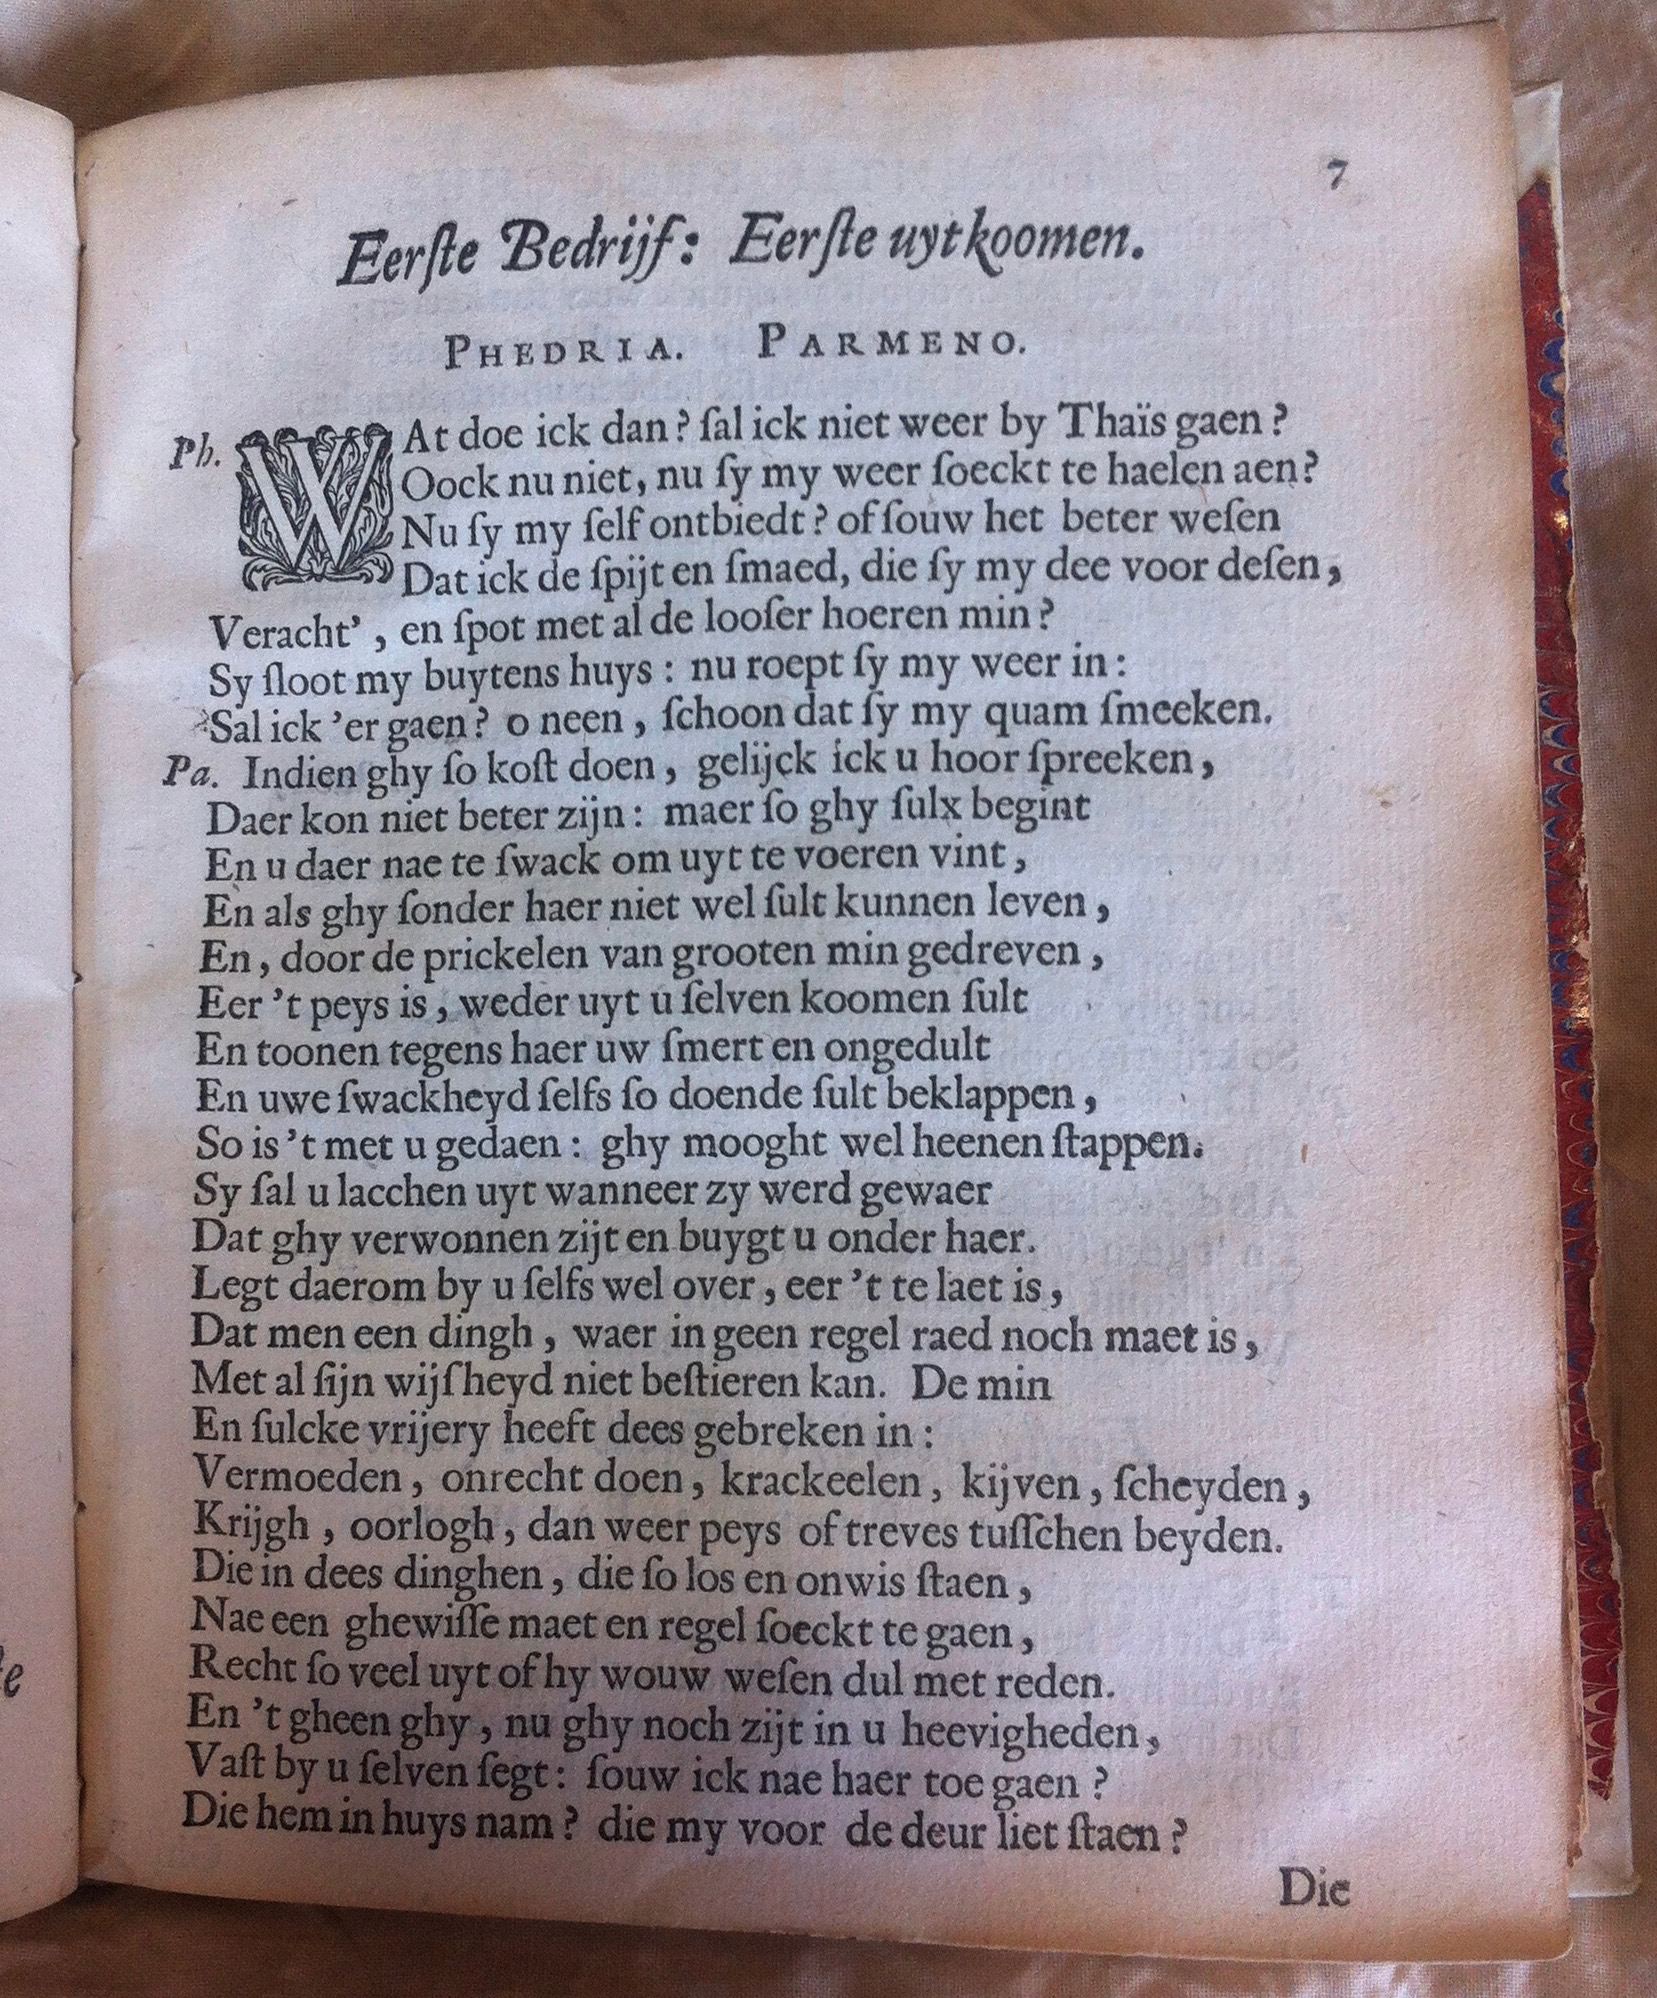 7
Eerſte Bedrijf: Eerſte uytkoomen.
PHEDRIA. PARMENO.
Ph. WAt doe ick dan? ſal ick niet weer by Thaïs gaen?
Oock nu niet, nu ſy my weer ſoeckt te haelen aen?
Nu ſy my ſelf ontbiedt? of ſouw het beter weſen
Dat ick de ſpijt en ſmaed, die ſy my dee voor deſen,
Veracht', en ſpot met al de looſer hoeren min?
Sy ſloot my buytens huys: nu roept ſy my weer in:
Sal ick 'er gaen? o neen, ſchoon dat ſy my quam ſmeeken.
Pa. Indien ghy ſo koſt doen, gelijck ick u hoor ſpreeken,
Daer kon niet beter zijn: maer ſo ghy ſulx begint
En u daer nae te ſwack om uyt te voeren vint,
En als ghy ſonder haer niet wel ſult kunnen leven,
En, door de prickelen van grooten min gedreven,
Eer 't peys is, weder uyt u ſelven koomen ſult
En toonen tegens haer uw ſmert en ongedult
En uwe ſwackheyd ſelfs ſo doende ſult beklappen,
So is 't met u gedaen: ghy mooght wel heenen ſtappen.
Sy ſal u lacchen uyt wanneer zy werd gewaer
Dat ghy verwonnen zijt en buygt u onder haer.
Legt daerom by u ſelfs wel over, eer 't te laet is,
Dat men een dingh, waer in geen regel raed noch maet is,
Met al ſijn wijſheyd niet beſtieren kan. De min
En ſulcke vrijery heeft dees gebreken in:
Vermoeden, onrecht doen, krackeelen, kijven, ſcheyden,
Krijgh, oorlogh, dan weer peys of treves tuſſchen beyden.
Die in dees dinghen, die ſo los en onwis ſtaen,
Nae een ghewiſſe maet en regel ſoeckt te gaen,
Recht ſo veel uyt of hy wouw weſen dul met reden.
En 't gheen ghy, nu ghy noch zijt in u heevigheden,
Vaſt by u ſelven ſegt: ſouw ick nae haer toe gaen?
Die hem in huys nam? die my voor de deur liet ſtaen?
Die